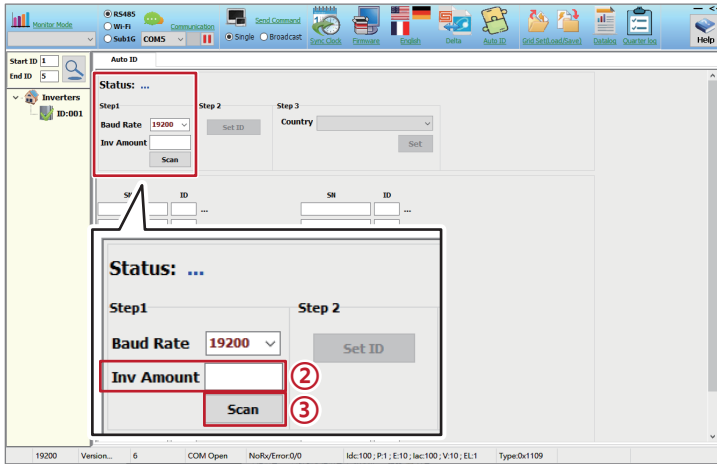 Monitor Mode
RS485
Wi-Fi
Sub1G
Communication
COM5
Send Command
Single
Broadcast
Sync Clock
Firmware
English
Delta
Auto ID
Grid Set(Load/Save)
Datalog
Quarter log
Help
Start ID 1
End ID 5
Inverters
ID:001
Auto ID
Status: ...
Step1
Baud Rate 19200
Inv Amount
Scan
Step 2
Set ID
Step 3
Country
Set
SN ID SN ID
... ...
Status: ...
Step1
Step 2
Baud Rate 19200
Set ID
Inv Amount ②
Scan ③
19200 Version... 6 COM Open NoRx/Error:0/0 Idc:100 ; P:1 ; E:10 ; Iac:100 ; V:10 ; EL:1 Type:0x1109